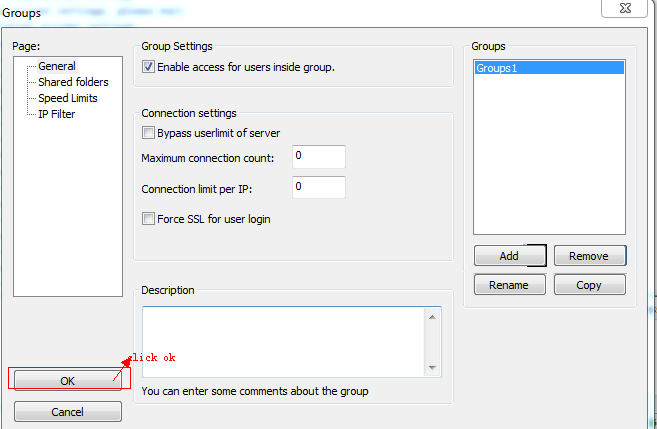 Groups
Page:
General
Shared folders
Speed Limits
IP Filter
OK
click ok
Cancel
Group Settings
Enable access for users inside group.
Connection settings
Bypass userlimit of server
Maximum connection count: 0
Connection limit per IP: 0
Force SSL for user login
Description
You can enter some comments about the group
Groups
Groups1
Add Remove
Rename Copy